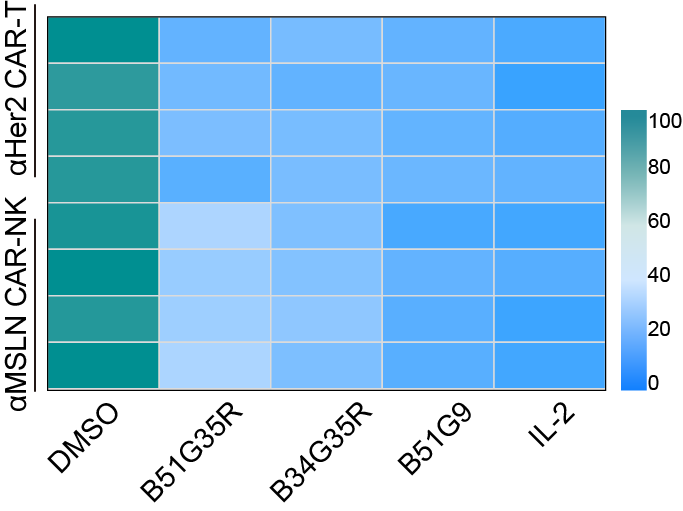 αHer2 CAR-T
αMSLN CAR-NK
100
80
60
40
20
0
DMSO
B51G35R
B34G35R
B51G9
IL-2